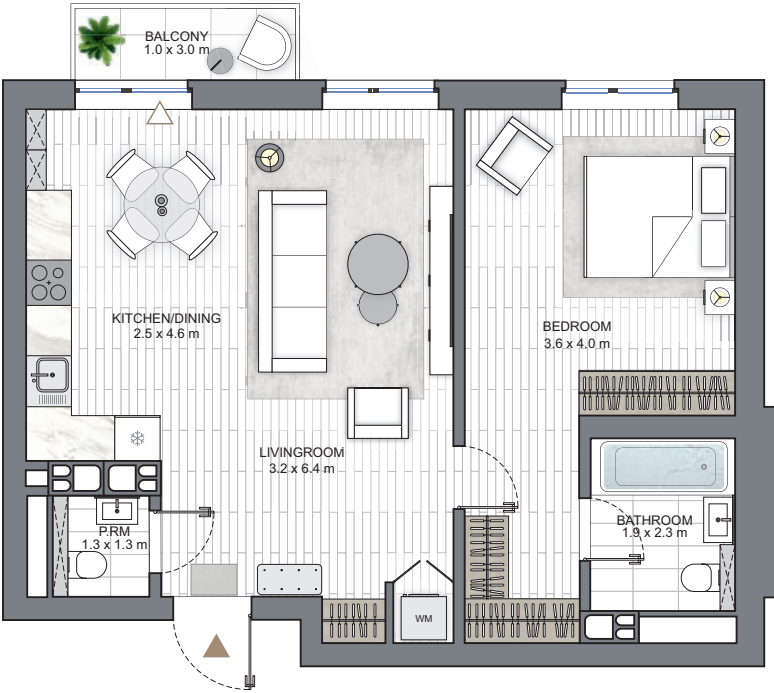 BALCONY
1.0 x 3.0 m
KITCHEN/DINING
2.5 x 4.6 m
BEDROOM
3.6 x 4.0 m
LIVINGROOM
3.2 x 6.4 m
P.RM
1.3 x 1.3 m
BATHROOM
1.9 x 2.3 m
WM